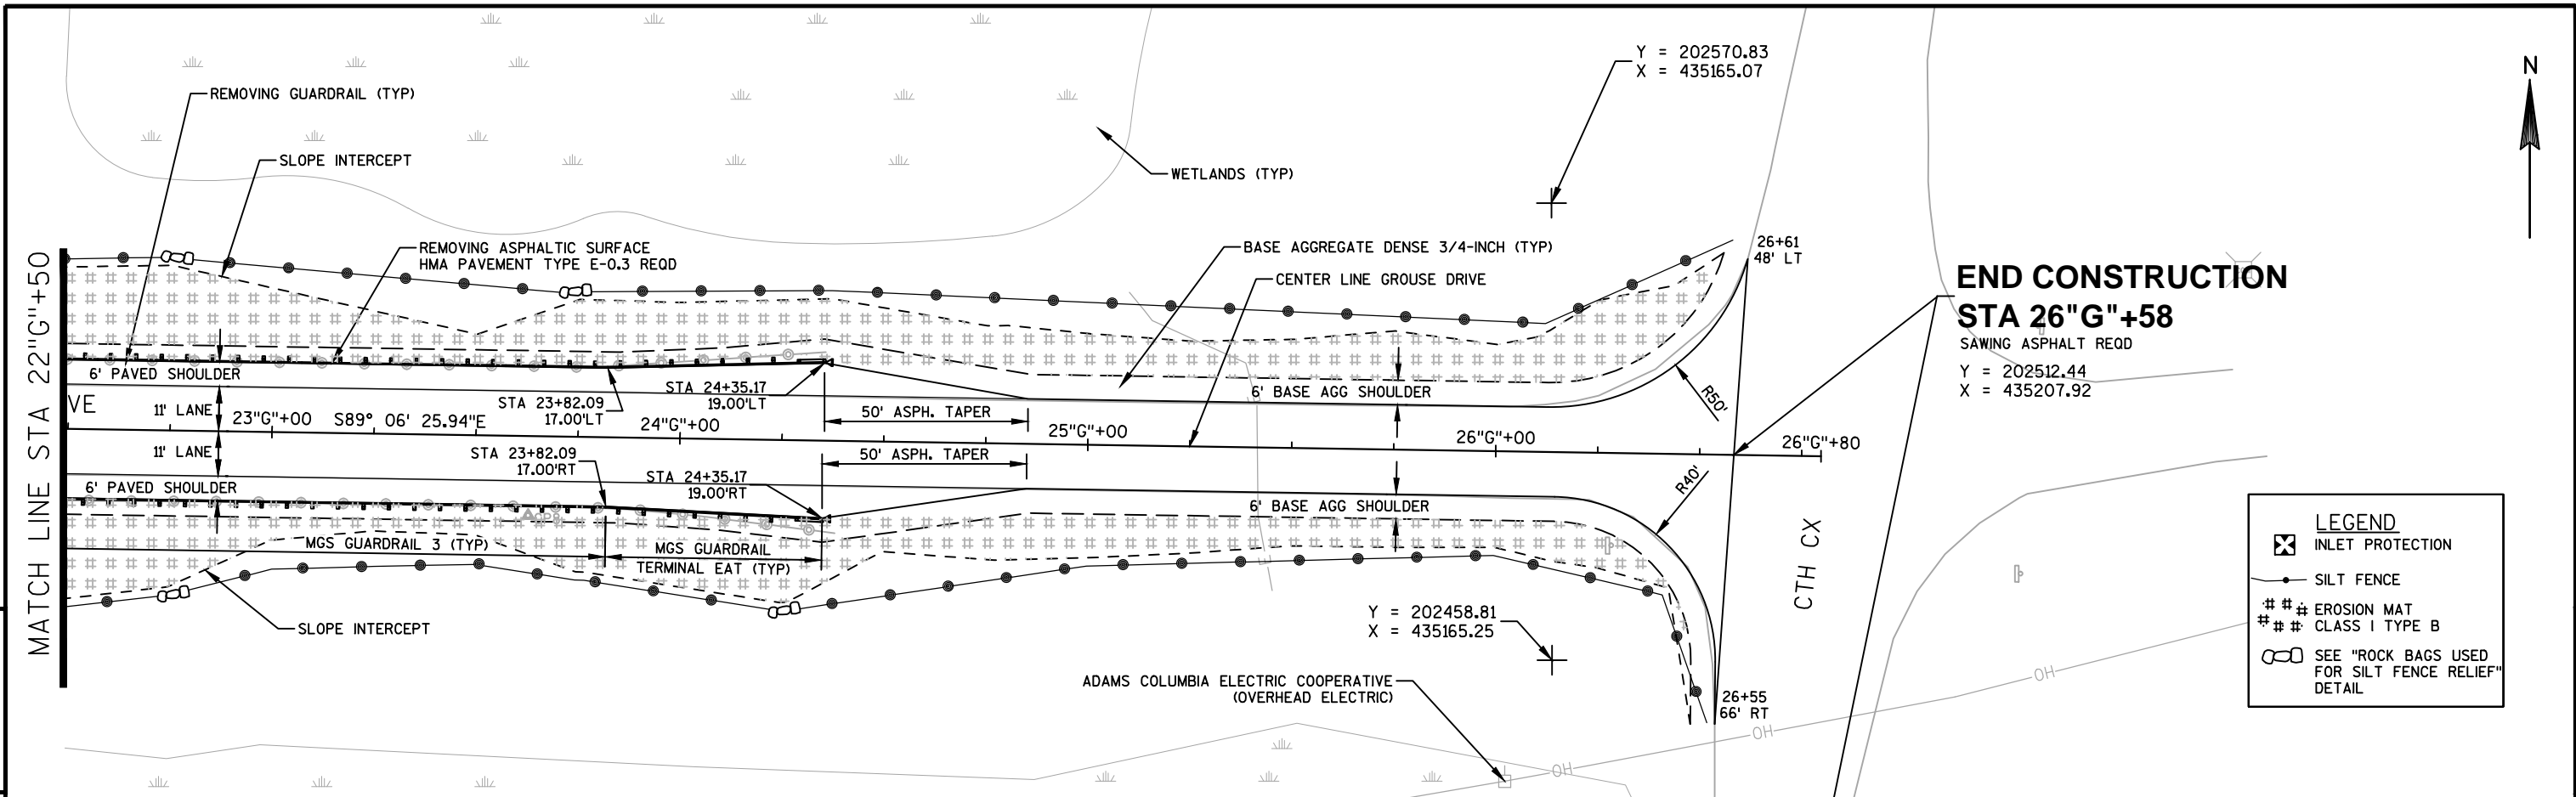 Y = 202570.83
X = 435165.07
N
REMOVING GUARDRAIL (TYP)
SLOPE INTERCEPT
WETLANDS (TYP)
REMOVING ASPHALTIC SURFACE
HMA PAVEMENT TYPE E-0.3 REQD
BASE AGGREGATE DENSE 3/4-INCH (TYP)
CENTER LINE GROUSE DRIVE
26+61
48' LT
END CONSTRUCTION
STA 26"G"+58
SAWING ASPHALT REQD
Y = 202512.44
X = 435207.92
MATCH LINE STA 22"G"+50
6' PAVED SHOULDER
VE
11' LANE
23"G"+00
S89° 06' 25.94"E
STA 23+82.09
17.00'LT
STA 24+35.17
19.00'LT
24"G"+00
50' ASPH. TAPER
25"G"+00
6' BASE AGG SHOULDER
R50'
26"G"+00
26"G"+80
11' LANE
STA 23+82.09
17.00'RT
STA 24+35.17
19.00'RT
50' ASPH. TAPER
6' PAVED SHOULDER
6' BASE AGG SHOULDER
R40'
MGS GUARDRAIL 3 (TYP)
MGS GUARDRAIL
TERMINAL EAT (TYP)
CTH CX
SLOPE INTERCEPT
Y = 202458.81
X = 435165.25
ADAMS COLUMBIA ELECTRIC COOPERATIVE
(OVERHEAD ELECTRIC)
26+55
66' RT
OH
OH
OH
LEGEND
INLET PROTECTION
SILT FENCE
EROSION MAT
CLASS I TYPE B
SEE "ROCK BAGS USED
FOR SILT FENCE RELIEF"
DETAIL